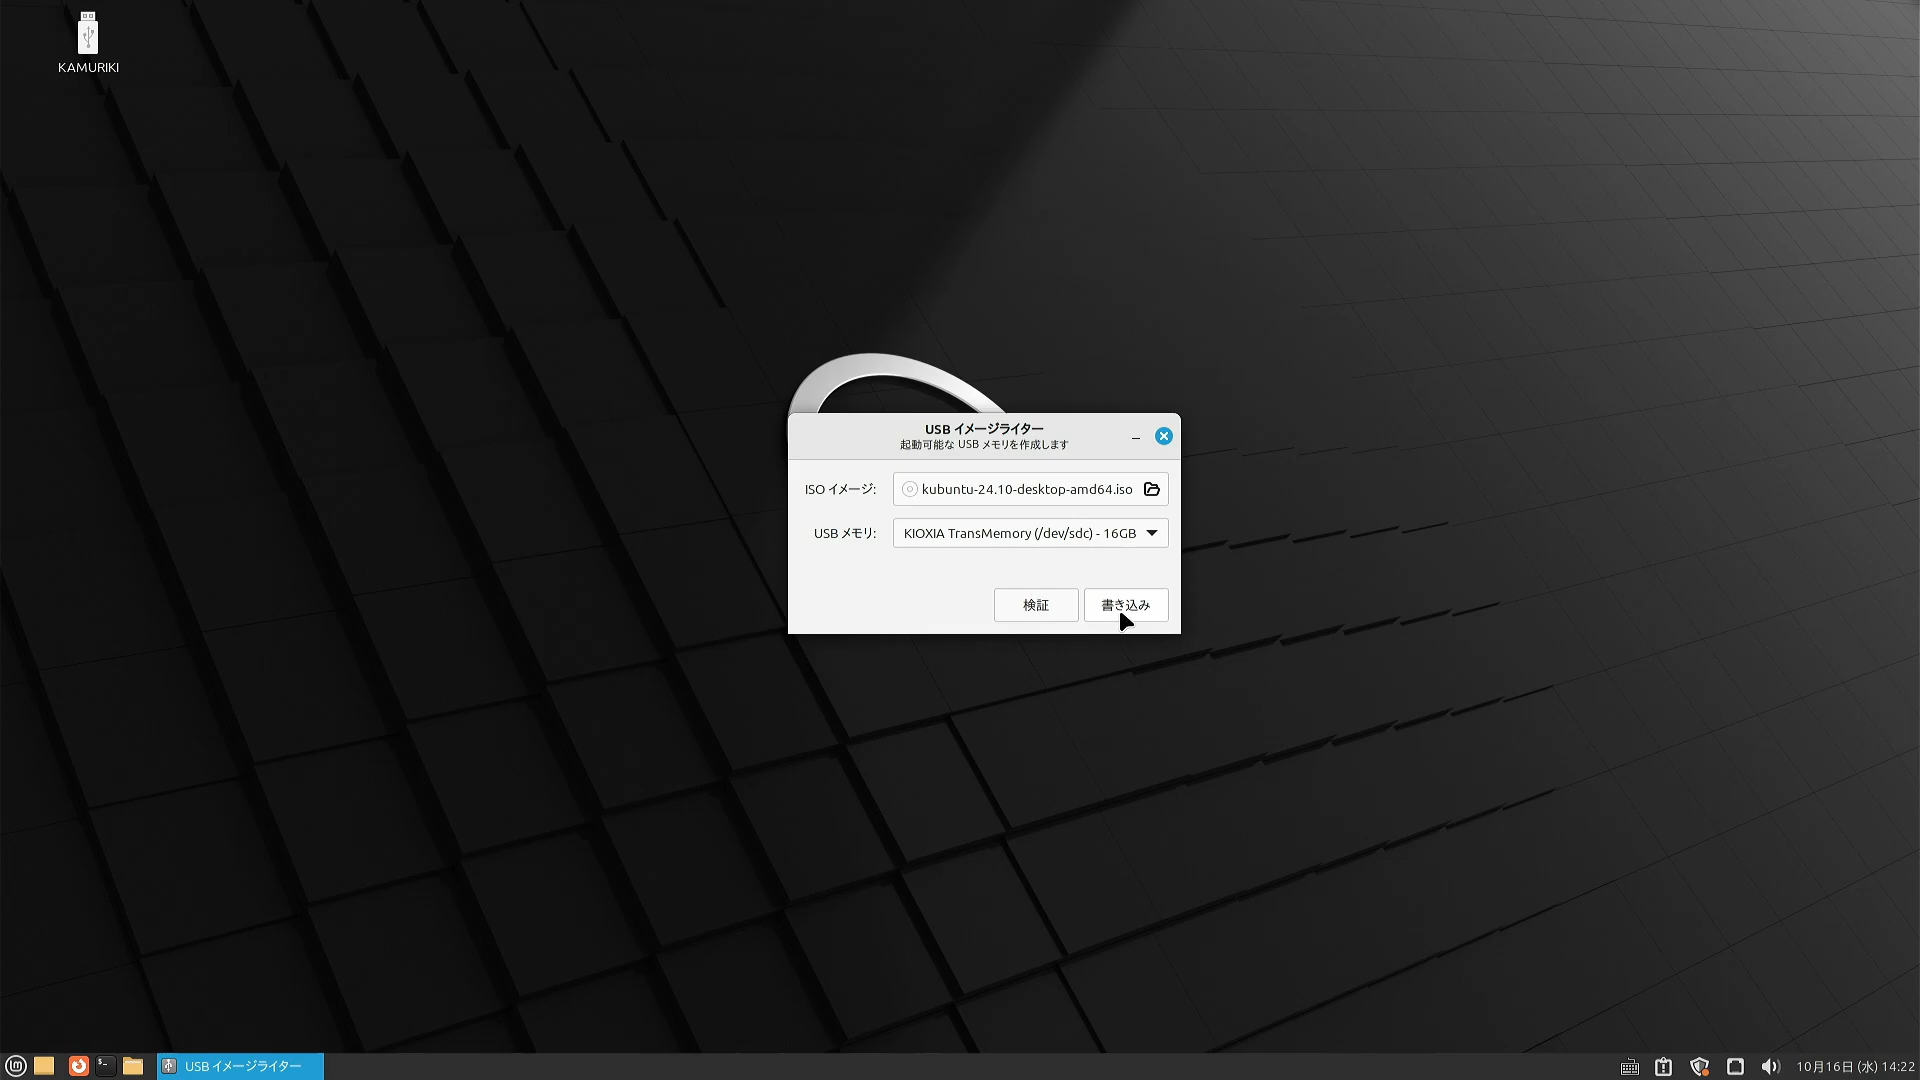 KAMURIKI
USB イメージライター
起動可能な USB メモリを作成します
ISO イメージ:
kubuntu-24.10-desktop-amd64.iso
USB メモリ:
KIOXIA TransMemory (/dev/sdc) - 16GB
検証
書き込み
USB イメージライター
10月16日 (水) 14:22